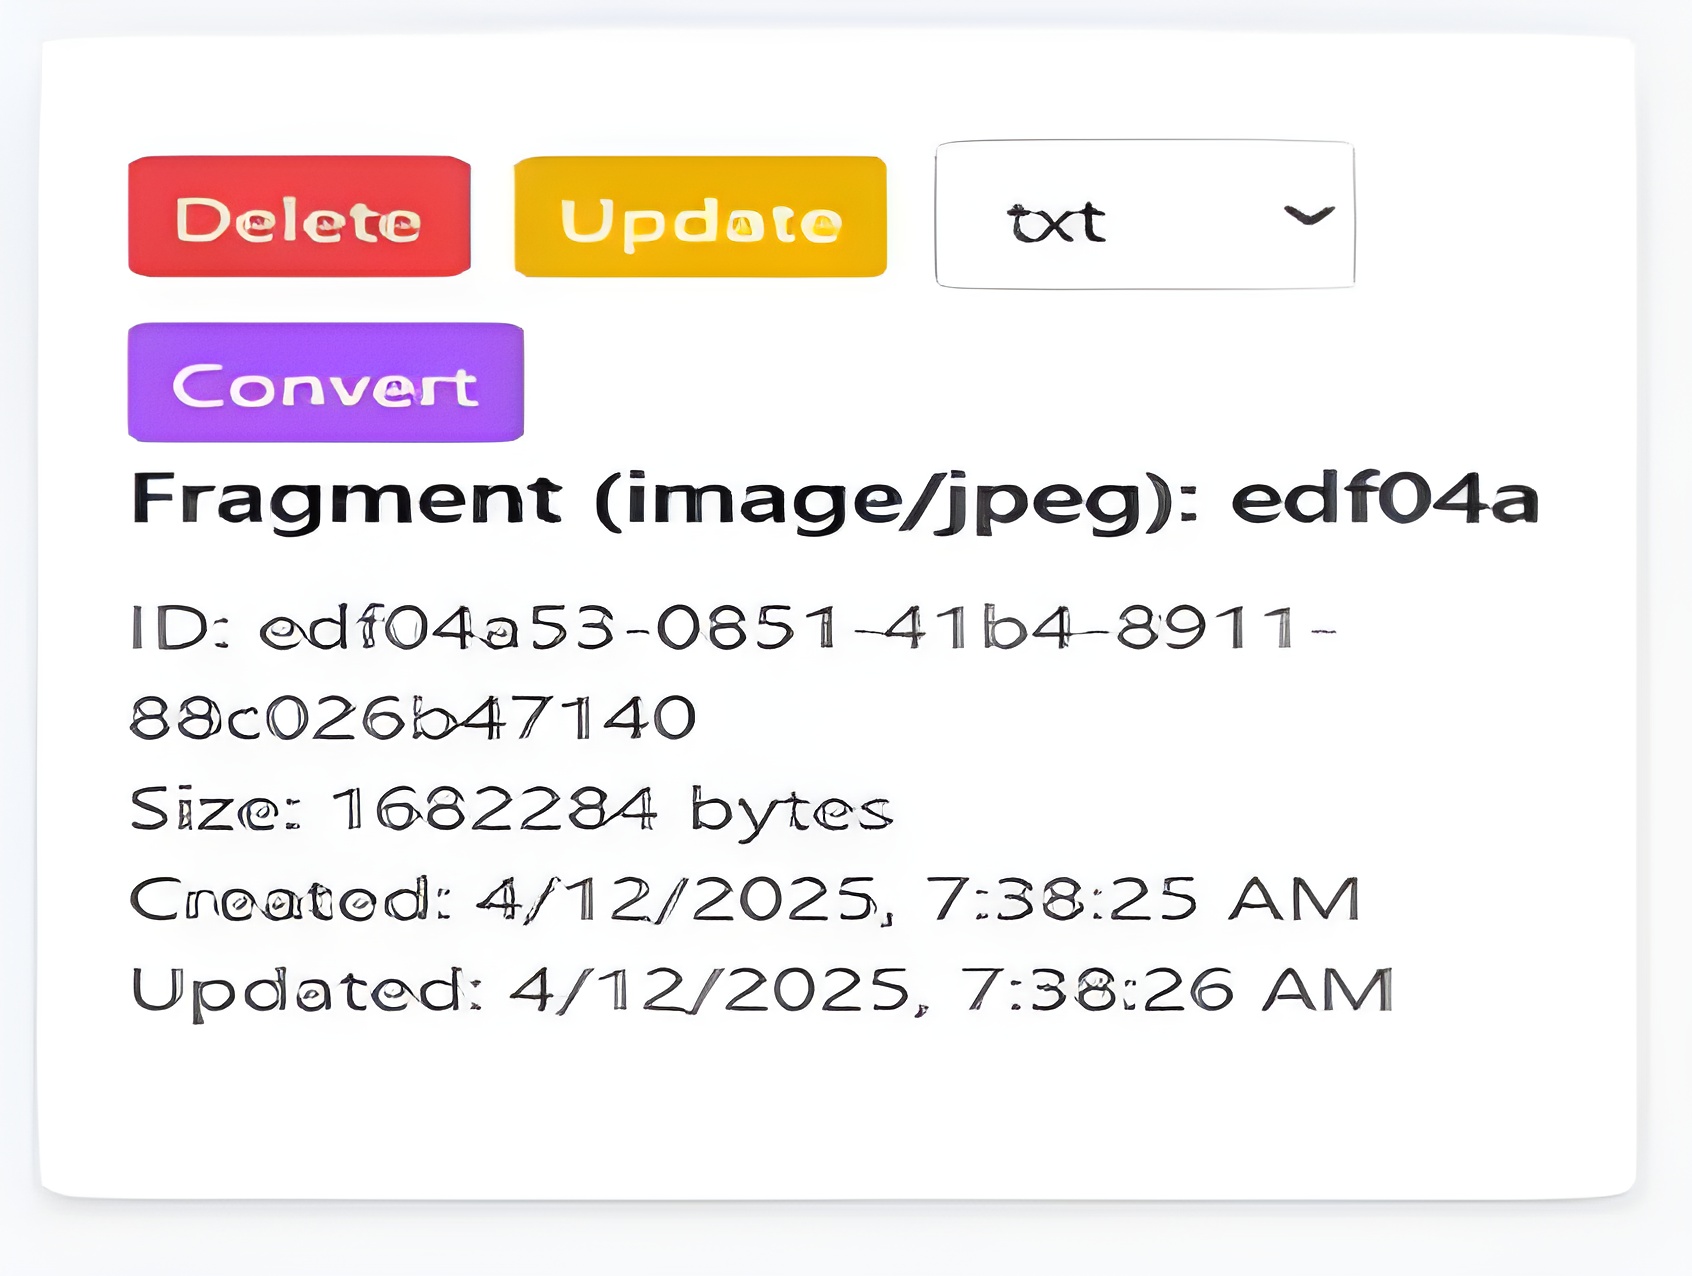 Delete Update txt
Convert
Fragment (image/jpeg): edf04a
ID: edf04a53-0851-41b4-8911-
88c026b47140
Size: 1682284 bytes
Created: 4/12/2025, 7:38:25 AM
Updated: 4/12/2025, 7:38:26 AM